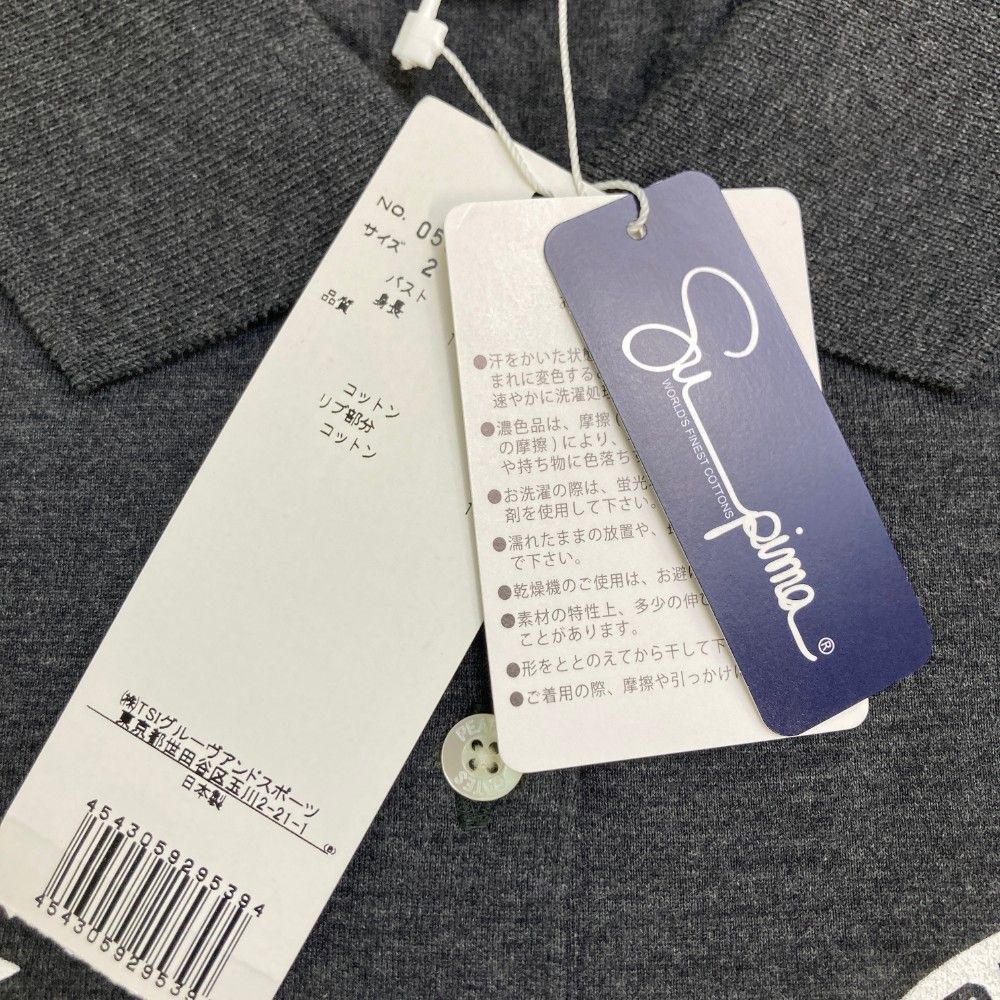 NO. 05
サイズ 2
バスト
品質 身長
コットン
リブ部分
コットン
(株)TSIグルーヴアンドスポーツ
東京都世田谷区玉川2-21-1
日本製
4543059295394
454305929539
●汗をかいた状
まれに変色する
速やかに洗濯処理
●濃色品は、摩擦(
の摩擦)により、
や持ち物に色落ち
●お洗濯の際は、蛍光
剤を使用して下さい。
●濡れたままの放置や、
で下さい。
●乾燥機のご使用は、お避け
●素材の特性上、多少の伸び
ことがあります。
●形をととのえてから干して下
●ご着用の際、摩擦や引っかけ
Supima®
WORLD'S FINEST COTTONS
PEA
GATES